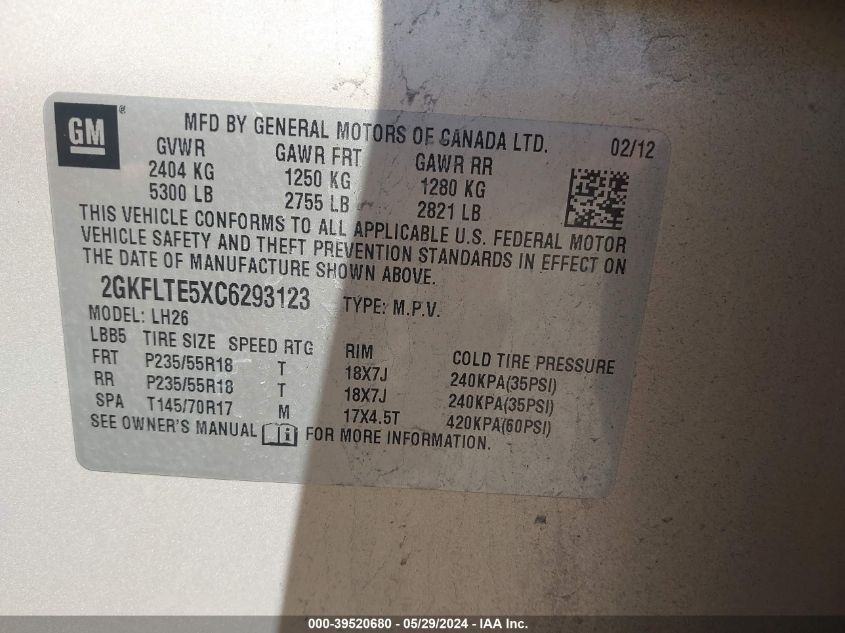 GM®
MFD BY GENERAL MOTORS OF CANADA LTD. 02/12
GVWR GAWR FRT GAWR RR
2404 KG 1250 KG 1280 KG
5300 LB 2755 LB 2821 LB
THIS VEHICLE CONFORMS TO ALL APPLICABLE U.S. FEDERAL MOTOR
VEHICLE SAFETY AND THEFT PREVENTION STANDARDS IN EFFECT ON
THE DATE OF MANUFACTURE SHOWN ABOVE.
2GKFLTE5XC6293123 TYPE: M.P.V.
MODEL: LH26
LBB5 TIRE SIZE SPEED RTG RIM COLD TIRE PRESSURE
FRT P235/55R18 T 18X7J 240KPA(35PSI)
RR P235/55R18 T 18X7J 240KPA(35PSI)
SPA T145/70R17 M 17X4.5T 420KPA(60PSI)
SEE OWNER'S MANUAL FOR MORE INFORMATION.
000-39520680 - 05/29/2024 - IAA Inc.